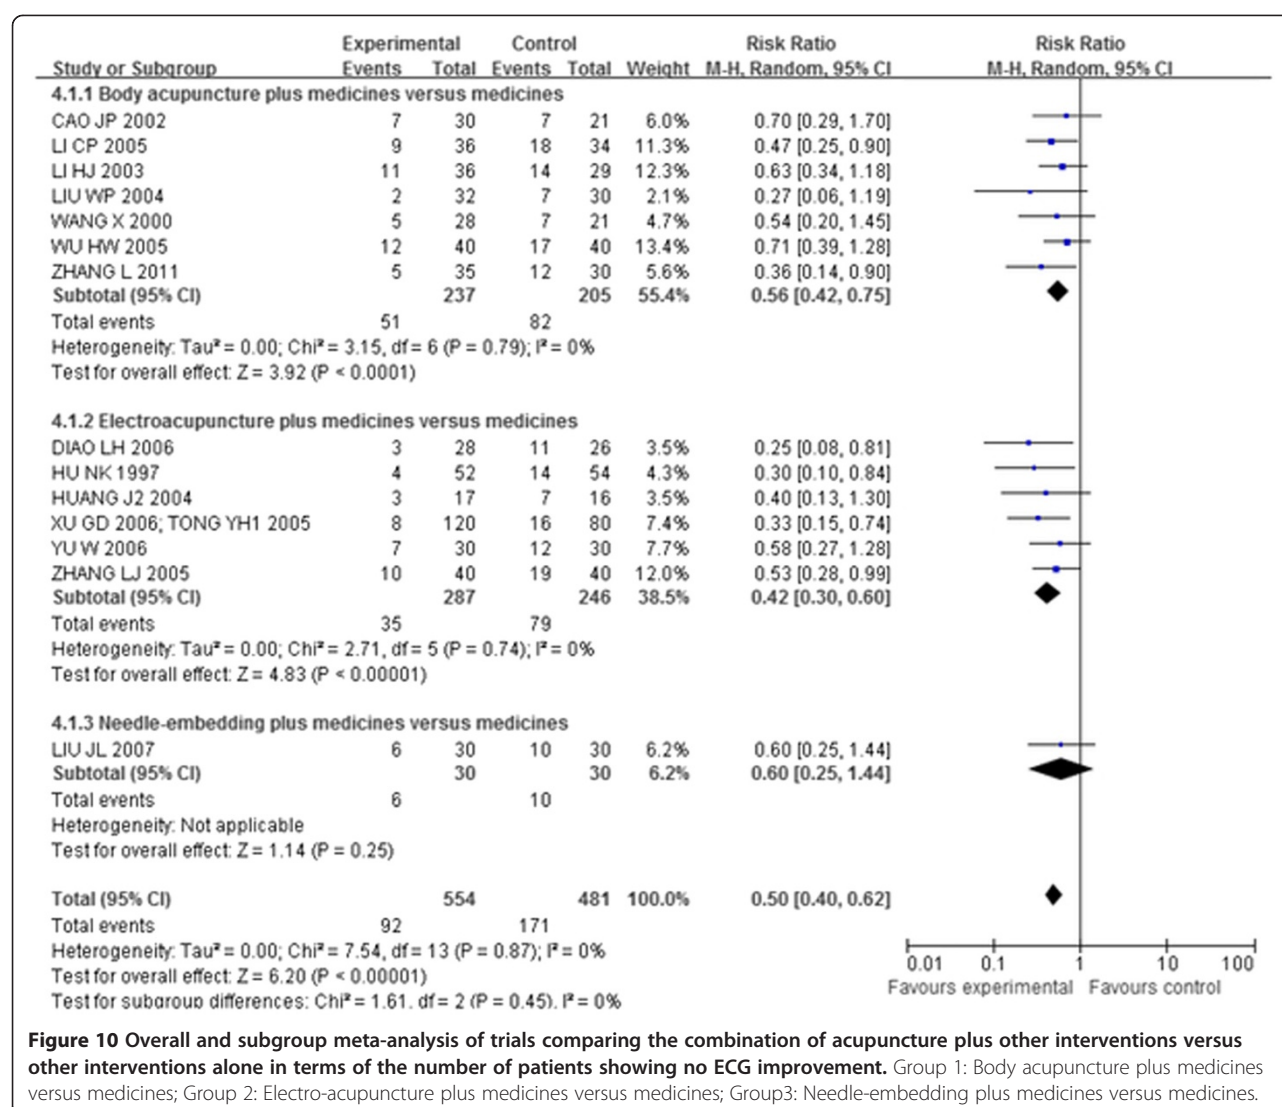 Experimental Control Risk Ratio Risk Ratio
Study or Subgroup Events Total Events Total Weight M-H, Random, 95% CI M-H, Random, 95% CI
4.1.1 Body acupuncture plus medicines versus medicines
CAO JP 2002 7 30 7 21 6.0% 0.70 [0.29, 1.70]
LI CP 2005 9 36 18 34 11.3% 0.47 [0.25, 0.90]
LI HJ 2003 11 36 14 29 12.3% 0.63 [0.34, 1.18]
LIU WP 2004 2 32 7 30 2.1% 0.27 [0.06, 1.19]
WANG X 2000 5 28 7 21 4.7% 0.54 [0.20, 1.45]
WU HW 2005 12 40 17 40 13.4% 0.71 [0.39, 1.28]
ZHANG L 2011 5 35 12 30 5.6% 0.36 [0.14, 0.90]
Subtotal (95% CI) 237 205 55.4% 0.56 [0.42, 0.75]
Total events 51 82
Heterogeneity: Tau² = 0.00; Chi² = 3.15, df = 6 (P = 0.79); I² = 0%
Test for overall effect: Z = 3.92 (P < 0.0001)
4.1.2 Electroacupuncture plus medicines versus medicines
DIAO LH 2006 3 28 11 26 3.5% 0.25 [0.08, 0.81]
HU NK 1997 4 52 14 54 4.3% 0.30 [0.10, 0.84]
HUANG J2 2004 3 17 7 16 3.5% 0.40 [0.13, 1.30]
XU GD 2006; TONG YH1 2005 8 120 16 80 7.4% 0.33 [0.15, 0.74]
YU W 2006 7 30 12 30 7.7% 0.58 [0.27, 1.28]
ZHANG LJ 2005 10 40 19 40 12.0% 0.53 [0.28, 0.99]
Subtotal (95% CI) 287 246 38.5% 0.42 [0.30, 0.60]
Total events 35 79
Heterogeneity: Tau² = 0.00; Chi² = 2.71, df = 5 (P = 0.74); I² = 0%
Test for overall effect: Z = 4.83 (P < 0.00001)
4.1.3 Needle-embedding plus medicines versus medicines
LIU JL 2007 6 30 10 30 6.2% 0.60 [0.25, 1.44]
Subtotal (95% CI) 30 30 6.2% 0.60 [0.25, 1.44]
Total events 6 10
Heterogeneity: Not applicable
Test for overall effect: Z = 1.14 (P = 0.25)
Total (95% CI) 554 481 100.0% 0.50 [0.40, 0.62]
Total events 92 171
Heterogeneity: Tau² = 0.00; Chi² = 7.54, df = 13 (P = 0.87); I² = 0%
Test for overall effect: Z = 6.20 (P < 0.00001)
Test for subgroup differences: Chi² = 1.61. df = 2 (P = 0.45). I² = 0%
0.01 0.1 1 10 100
Favours experimental Favours control
Figure 10 Overall and subgroup meta-analysis of trials comparing the combination of acupuncture plus other interventions versus
other interventions alone in terms of the number of patients showing no ECG improvement. Group 1: Body acupuncture plus medicines
versus medicines; Group 2: Electro-acupuncture plus medicines versus medicines; Group3: Needle-embedding plus medicines versus medicines.